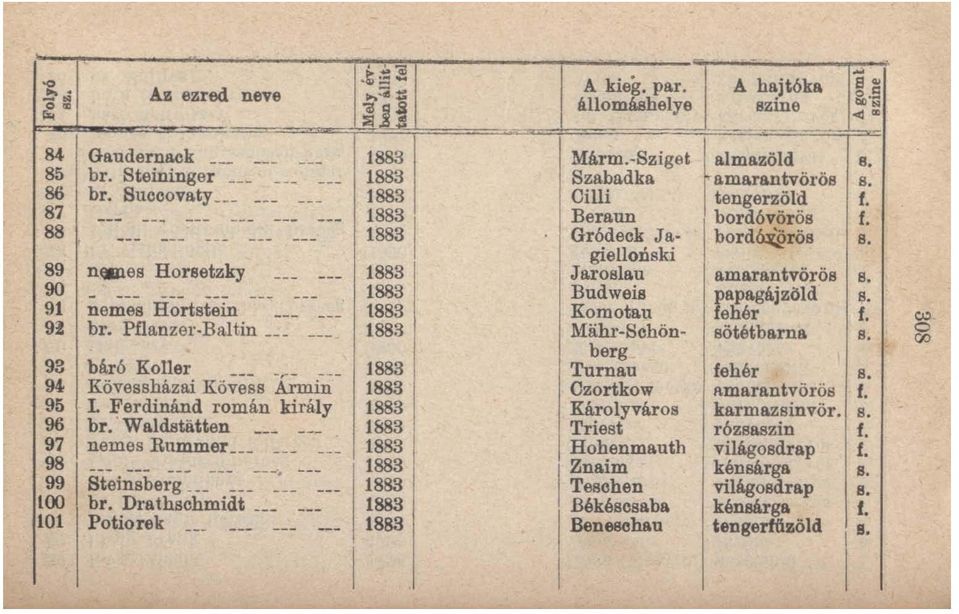 Folyó sz. Az ezred neve Mely évben állittatott fel A kieg. par. állomáshelye A hajtóka szine A gomb szine
84 Gaudernack 1883 Márm.-Sziget almazöld s.
85 br. Steininger 1883 Szabadka amarantvörös s.
86 br. Succovaty 1883 Cilli tengerzöld f.
87 1883 Beraun bordóvörös f.
88 1883 Gródeck Ja- bordóvörös s.
gielloński
89 nemes Horsetzky 1883 Jaroslau amarantvörös s.
90 1883 Budweis papagájzöld s.
91 nemes Hortstein 1883 Komotau fehér f.
92 br. Pflanzer-Baltin 1883 Mähr-Schön- sötétbarna s.
berg
93 báró Koller 1883 Turnau fehér s.
94 Kövessházai Kövess Ármin 1883 Czortkow amarantvörös f.
95 I. Ferdinánd román király 1883 Károlyváros karmazsinvör. s.
96 br. Waldstätten 1883 Triest rózsaszin f.
97 nemes Rummer 1883 Hohenmauth világosdrap f.
98 1883 Znaim kénsárga s.
99 Steinsberg 1883 Teschen világosdrap s.
100 br. Drathschmidt 1883 Békéscsaba kénsárga f.
101 Potiorek 1883 Beneschau tengerfűzöld s.
308